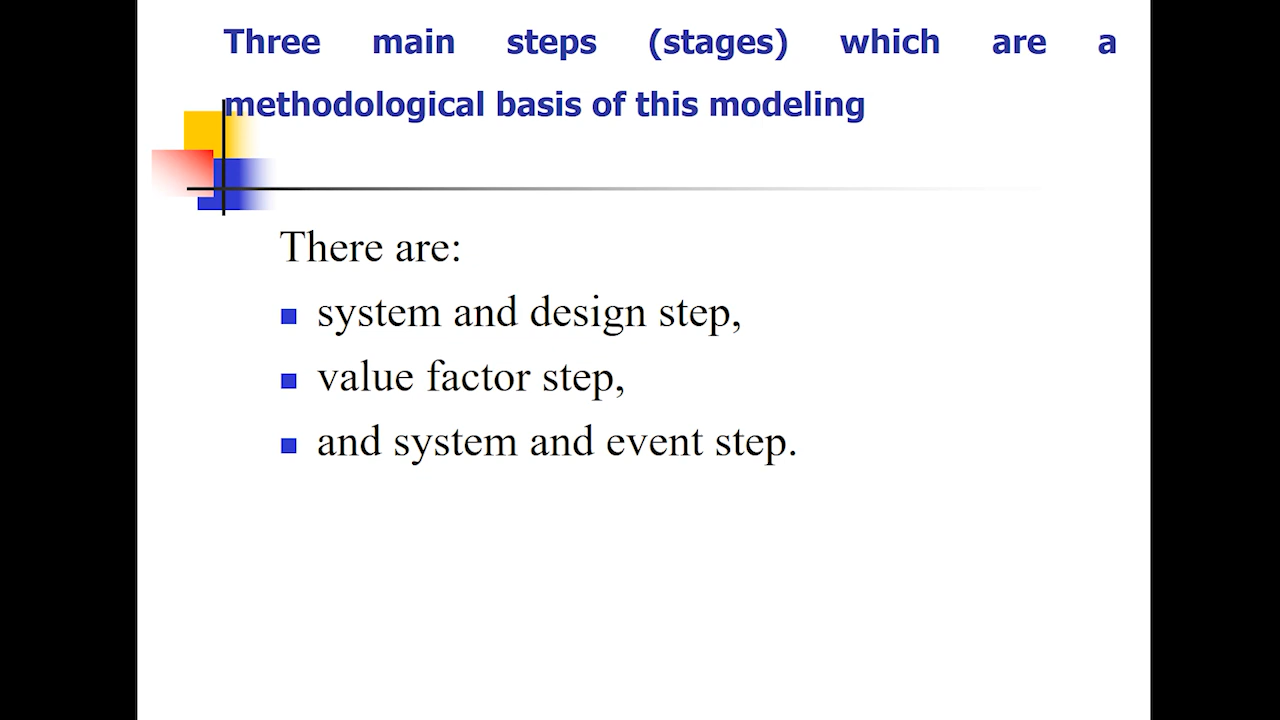 Three main steps (stages) which are a
methodological basis of this modeling
There are:
system and design step,
value factor step,
and system and event step.